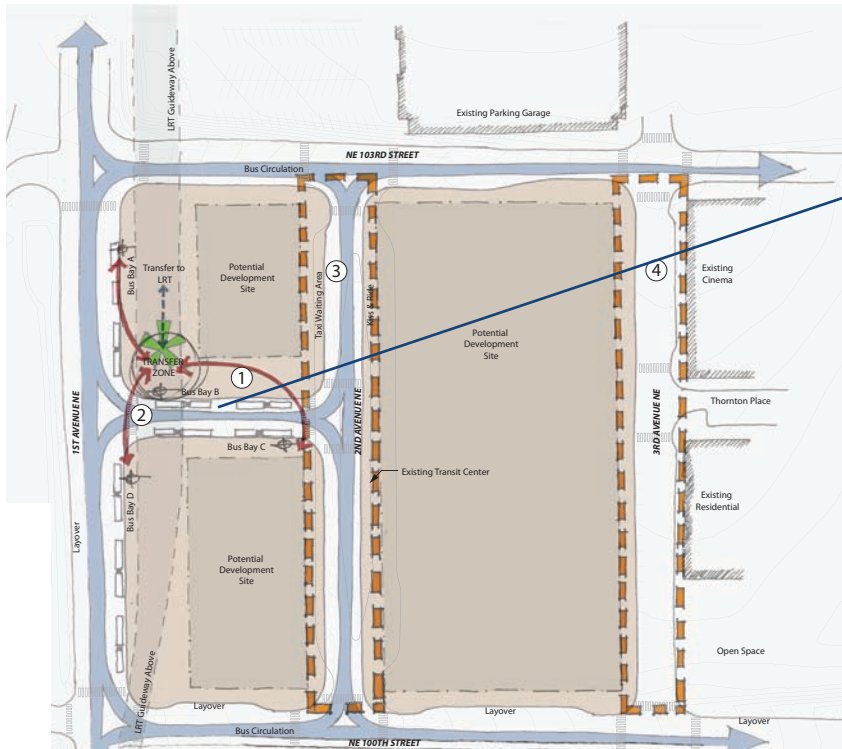 LRT Guideway Above
Existing Parking Garage
NE 103RD STREET
Bus Circulation
Bus Bay A
Transfer to
LRT
Potential
Development
Site
Taxi Waiting Area
3
Kiss & Ride
4
Existing
Cinema
Potential
Development
Site
TRANSFER
ZONE
1
Bus Bay B
2
1ST AVENUE NE
2ND AVENUE NE
3RD AVENUE NE
Thornton Place
Bus Bay C
Existing Transit Center
Bus Bay D
Existing
Residential
Layover
Potential
Development
Site
Open Space
LRT Guideway Above
Layover
Layover
Layover
Bus Circulation
NE 100TH STREET